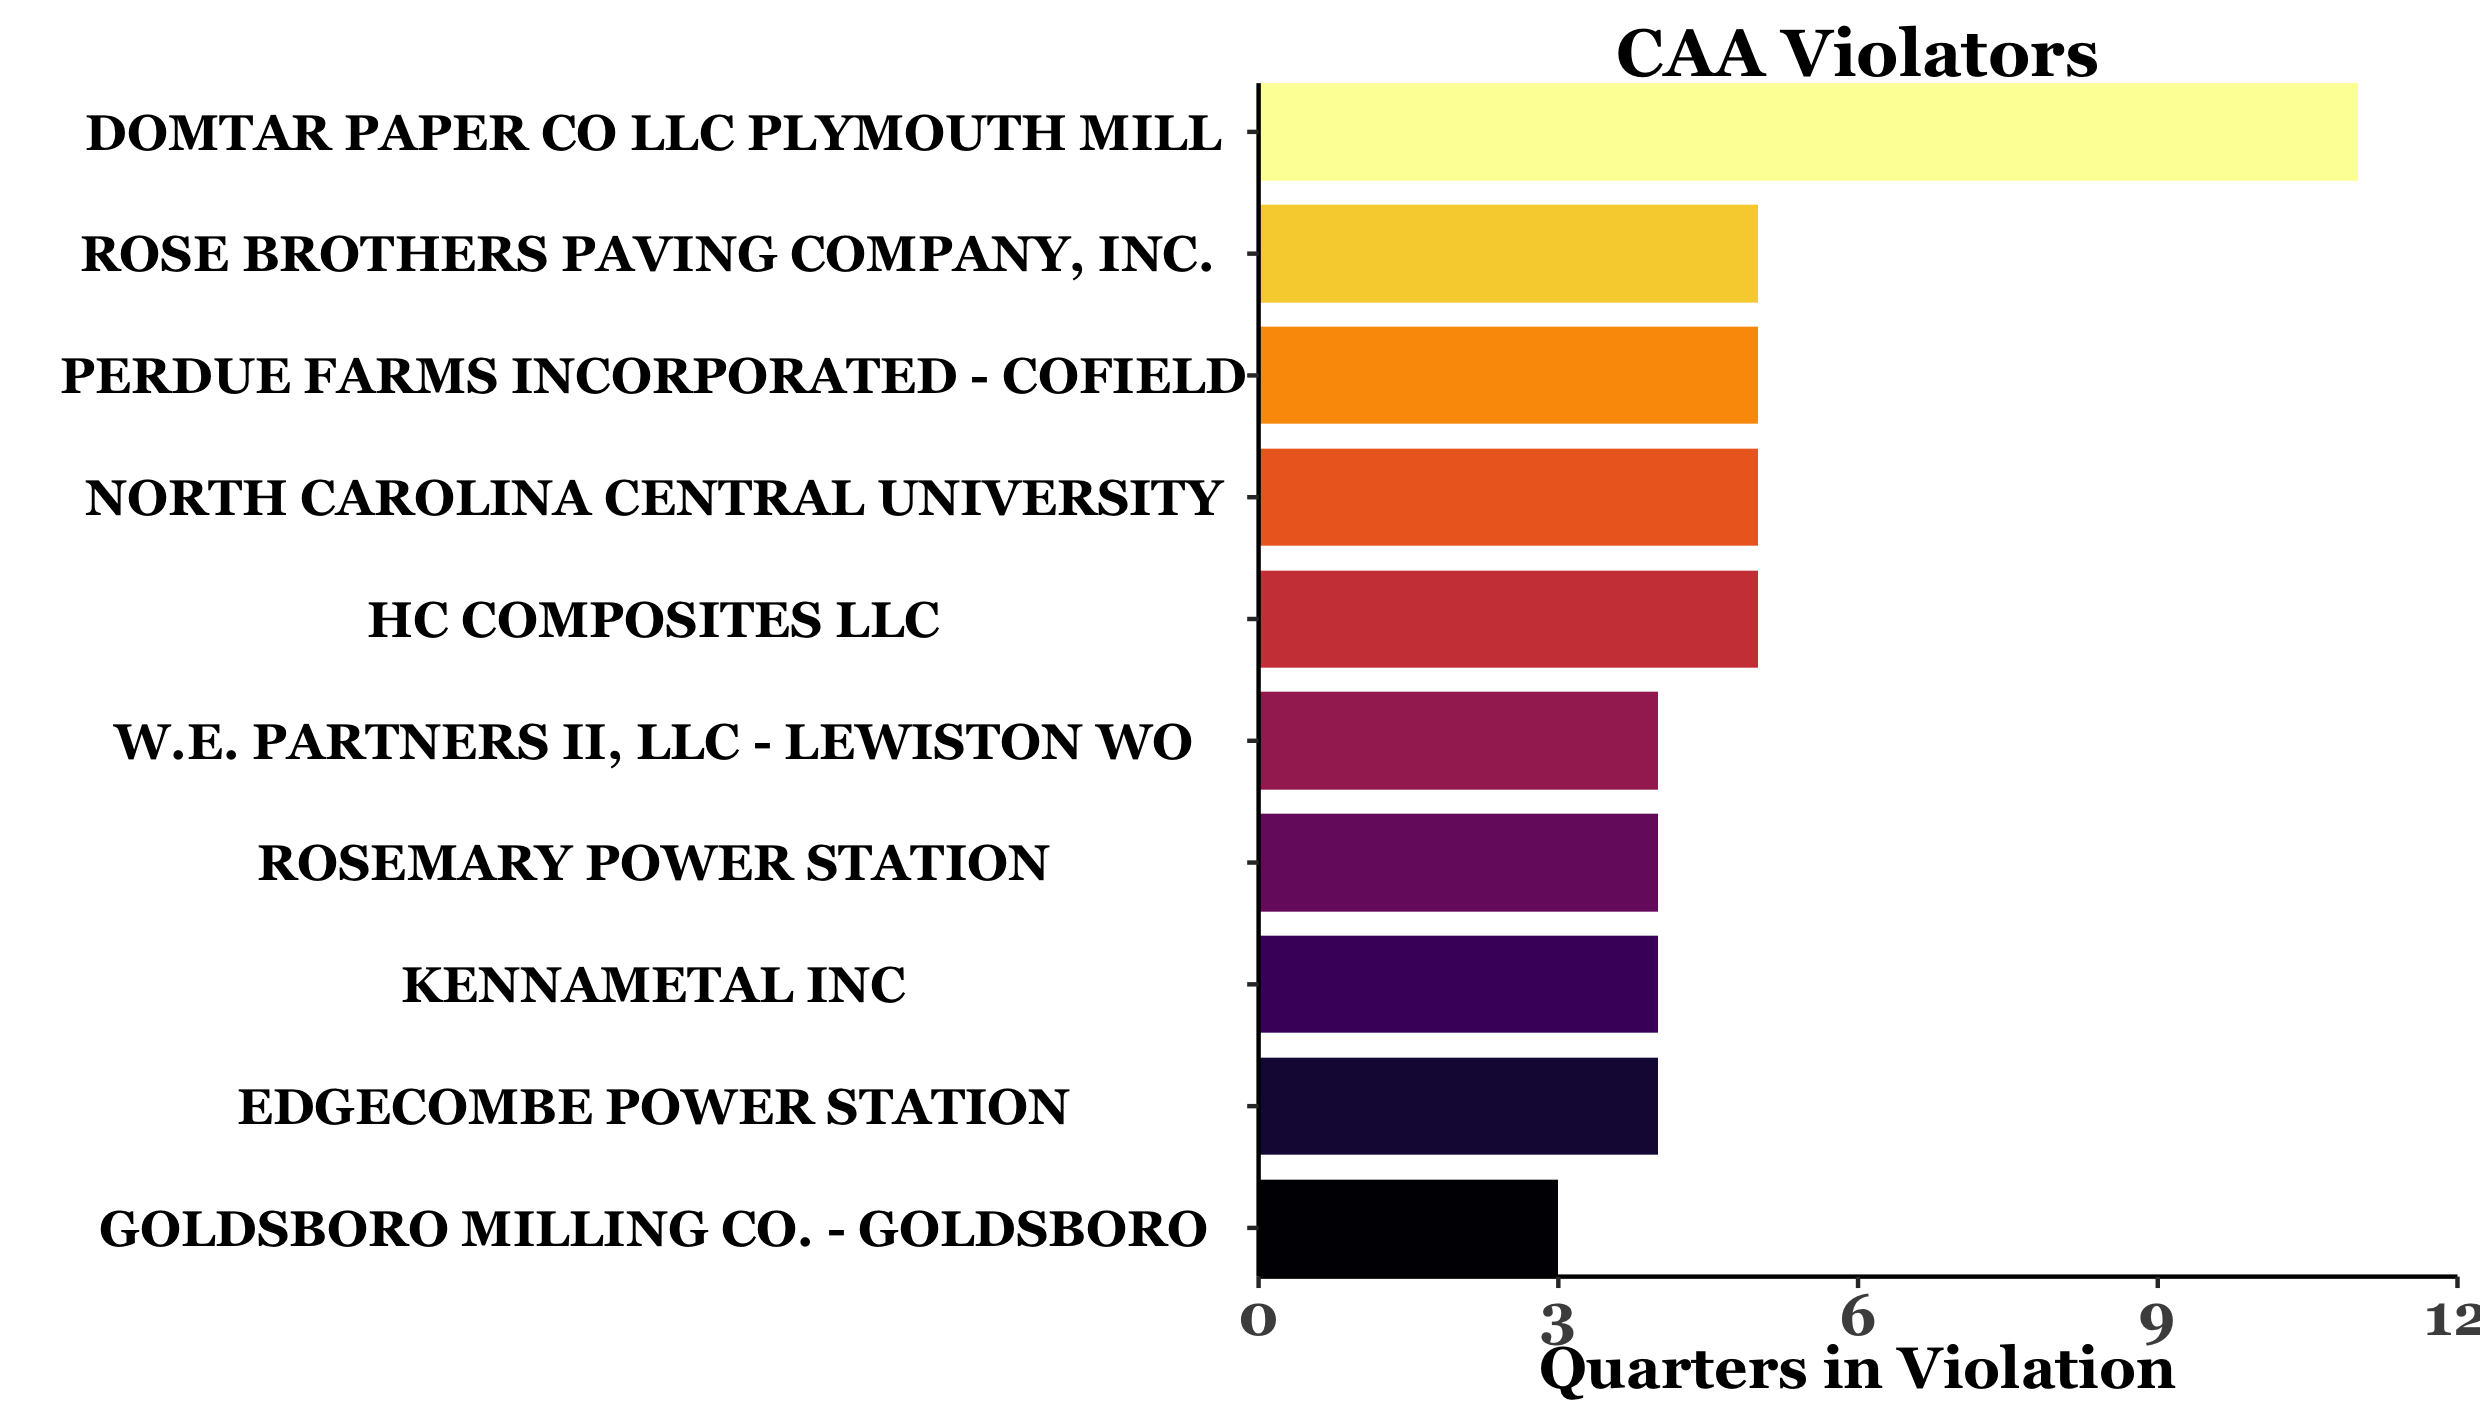 CAA Violators
DOMTAR PAPER CO LLC PLYMOUTH MILL
ROSE BROTHERS PAVING COMPANY, INC.
PERDUE FARMS INCORPORATED - COFIELD
NORTH CAROLINA CENTRAL UNIVERSITY
HC COMPOSITES LLC
W.E. PARTNERS II, LLC - LEWISTON WO
ROSEMARY POWER STATION
KENNAMETAL INC
EDGECOMBE POWER STATION
GOLDSBORO MILLING CO. - GOLDSBORO
0 3 6 9 12
Quarters in Violation